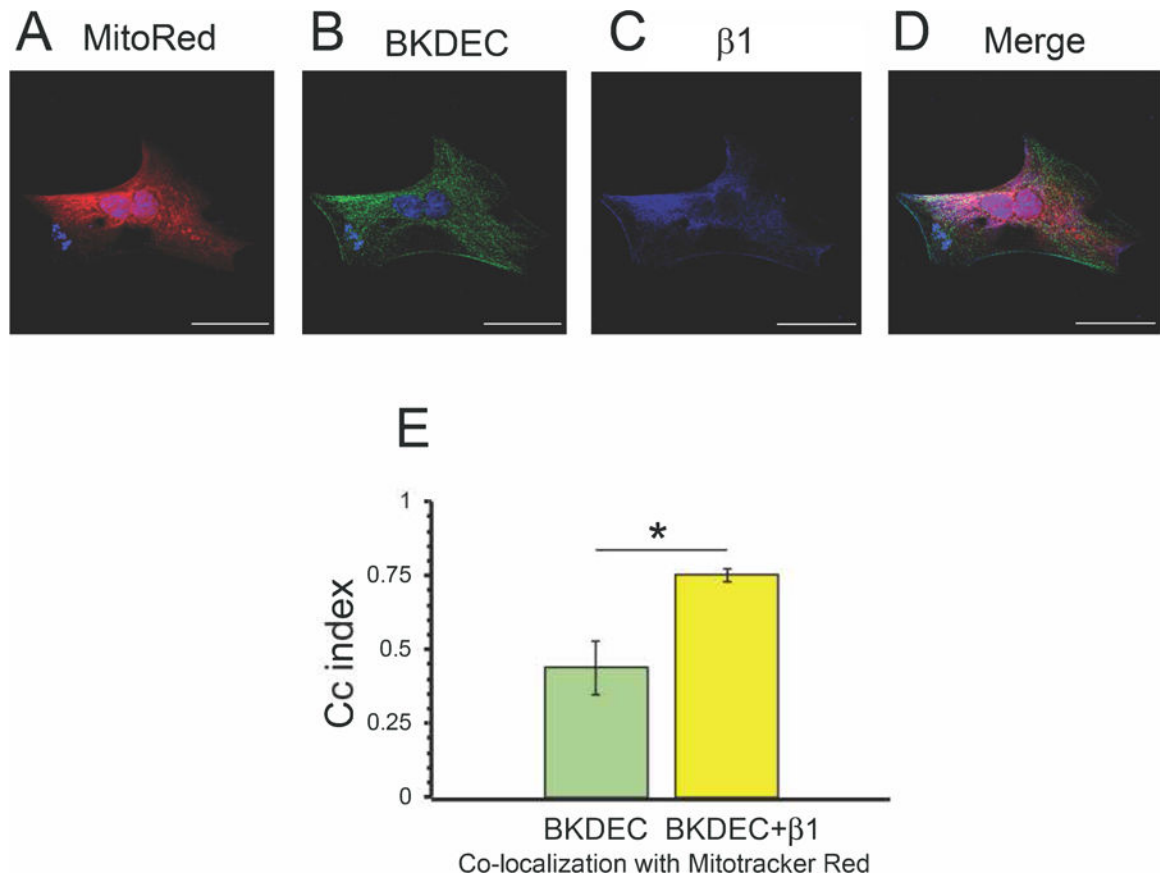 A MitoRed
B BKDEC
C β1
D Merge
E
1
0.75
0.5
0.25
0
Cc index
*
BKDEC BKDEC+β1
Co-localization with Mitotracker Red